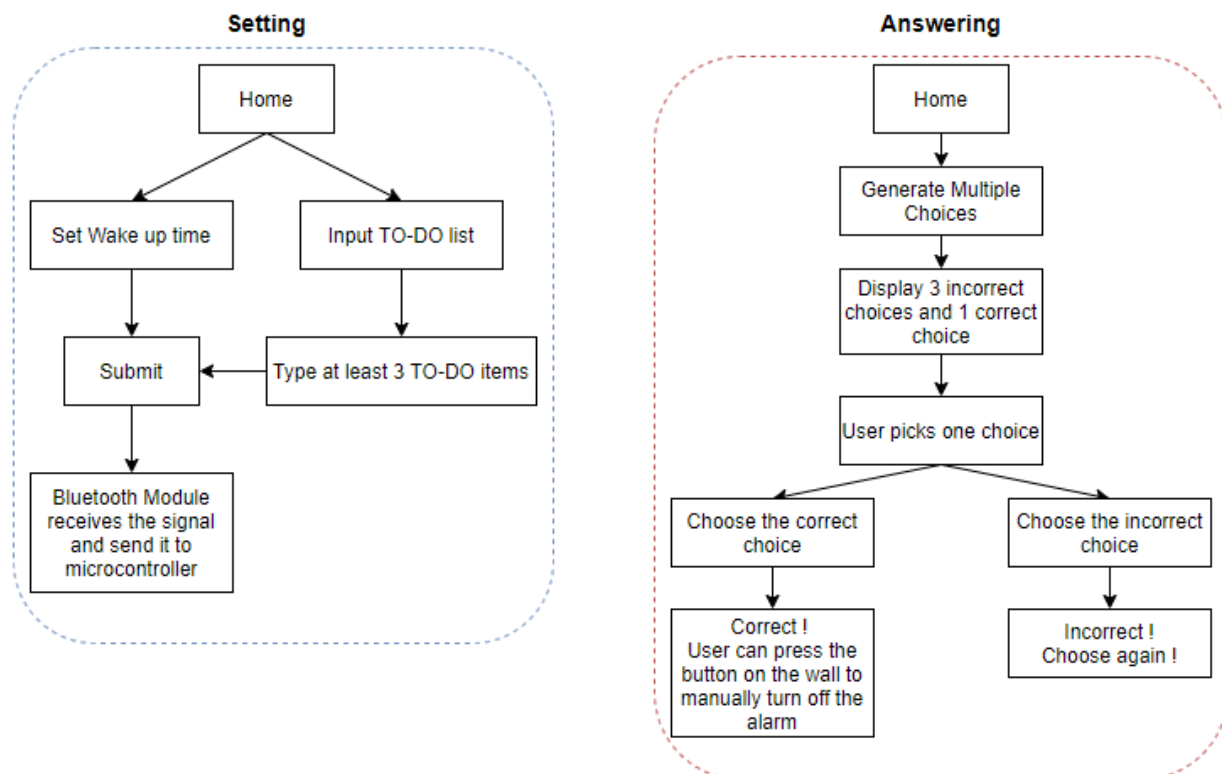 Setting
Home
Set Wake up time
Input TO-DO list
Submit
Type at least 3 TO-DO items
Bluetooth Module
receives the signal
and send it to
microcontroller
Answering
Home
Generate Multiple
Choices
Display 3 incorrect
choices and 1 correct
choice
User picks one choice
Choose the correct
choice
Choose the incorrect
choice
Correct !
User can press the
button on the wall to
manually turn off the
alarm
Incorrect !
Choose again !